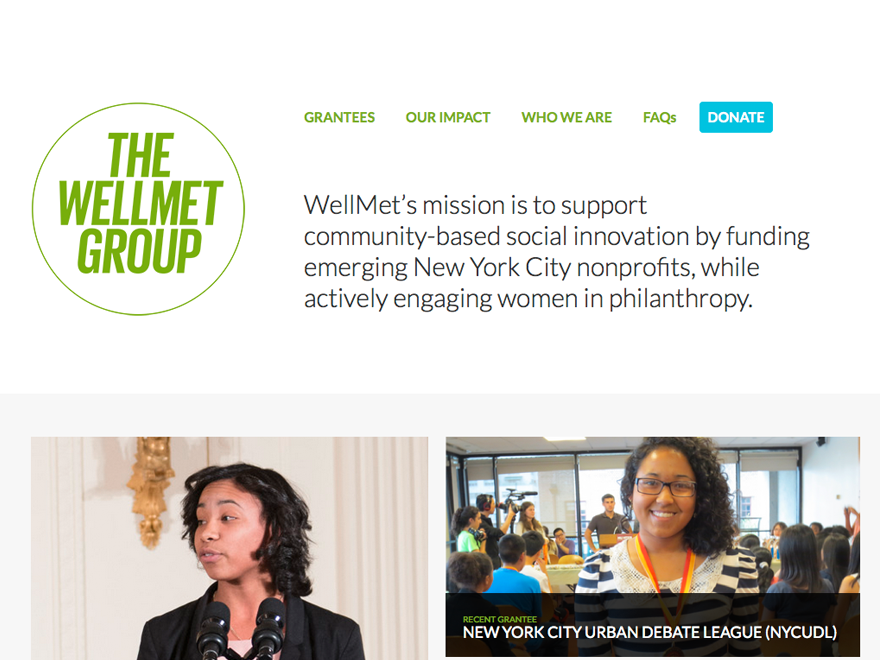 THE
WELLMET
GROUP
GRANTEES OUR IMPACT WHO WE ARE FAQs DONATE
WellMet’s mission is to support
community-based social innovation by funding
emerging New York City nonprofits, while
actively engaging women in philanthropy.
RECENT GRANTEE
NEW YORK CITY URBAN DEBATE LEAGUE (NYCUDL)